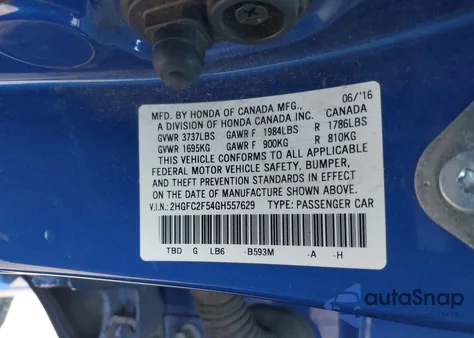 MFD. BY HONDA OF CANADA MFG., 06/'16
A DIVISION OF HONDA CANADA INC. CANADA
GVWR 3737LBS GAWR F 1984LBS R 1786LBS
GVWR 1695KG GAWR F 900KG R 810KG
THIS VEHICLE CONFORMS TO ALL APPLICABLE
FEDERAL MOTOR VEHICLE SAFETY, BUMPER,
AND THEFT PREVENTION STANDARDS IN EFFECT
ON THE DATE OF MANUFACTURE SHOWN ABOVE.
V.I.N.: 2HGFC2F54GH557629 TYPE: PASSENGER CAR
TBD G LB6 -B593M -A -H
autoSnap